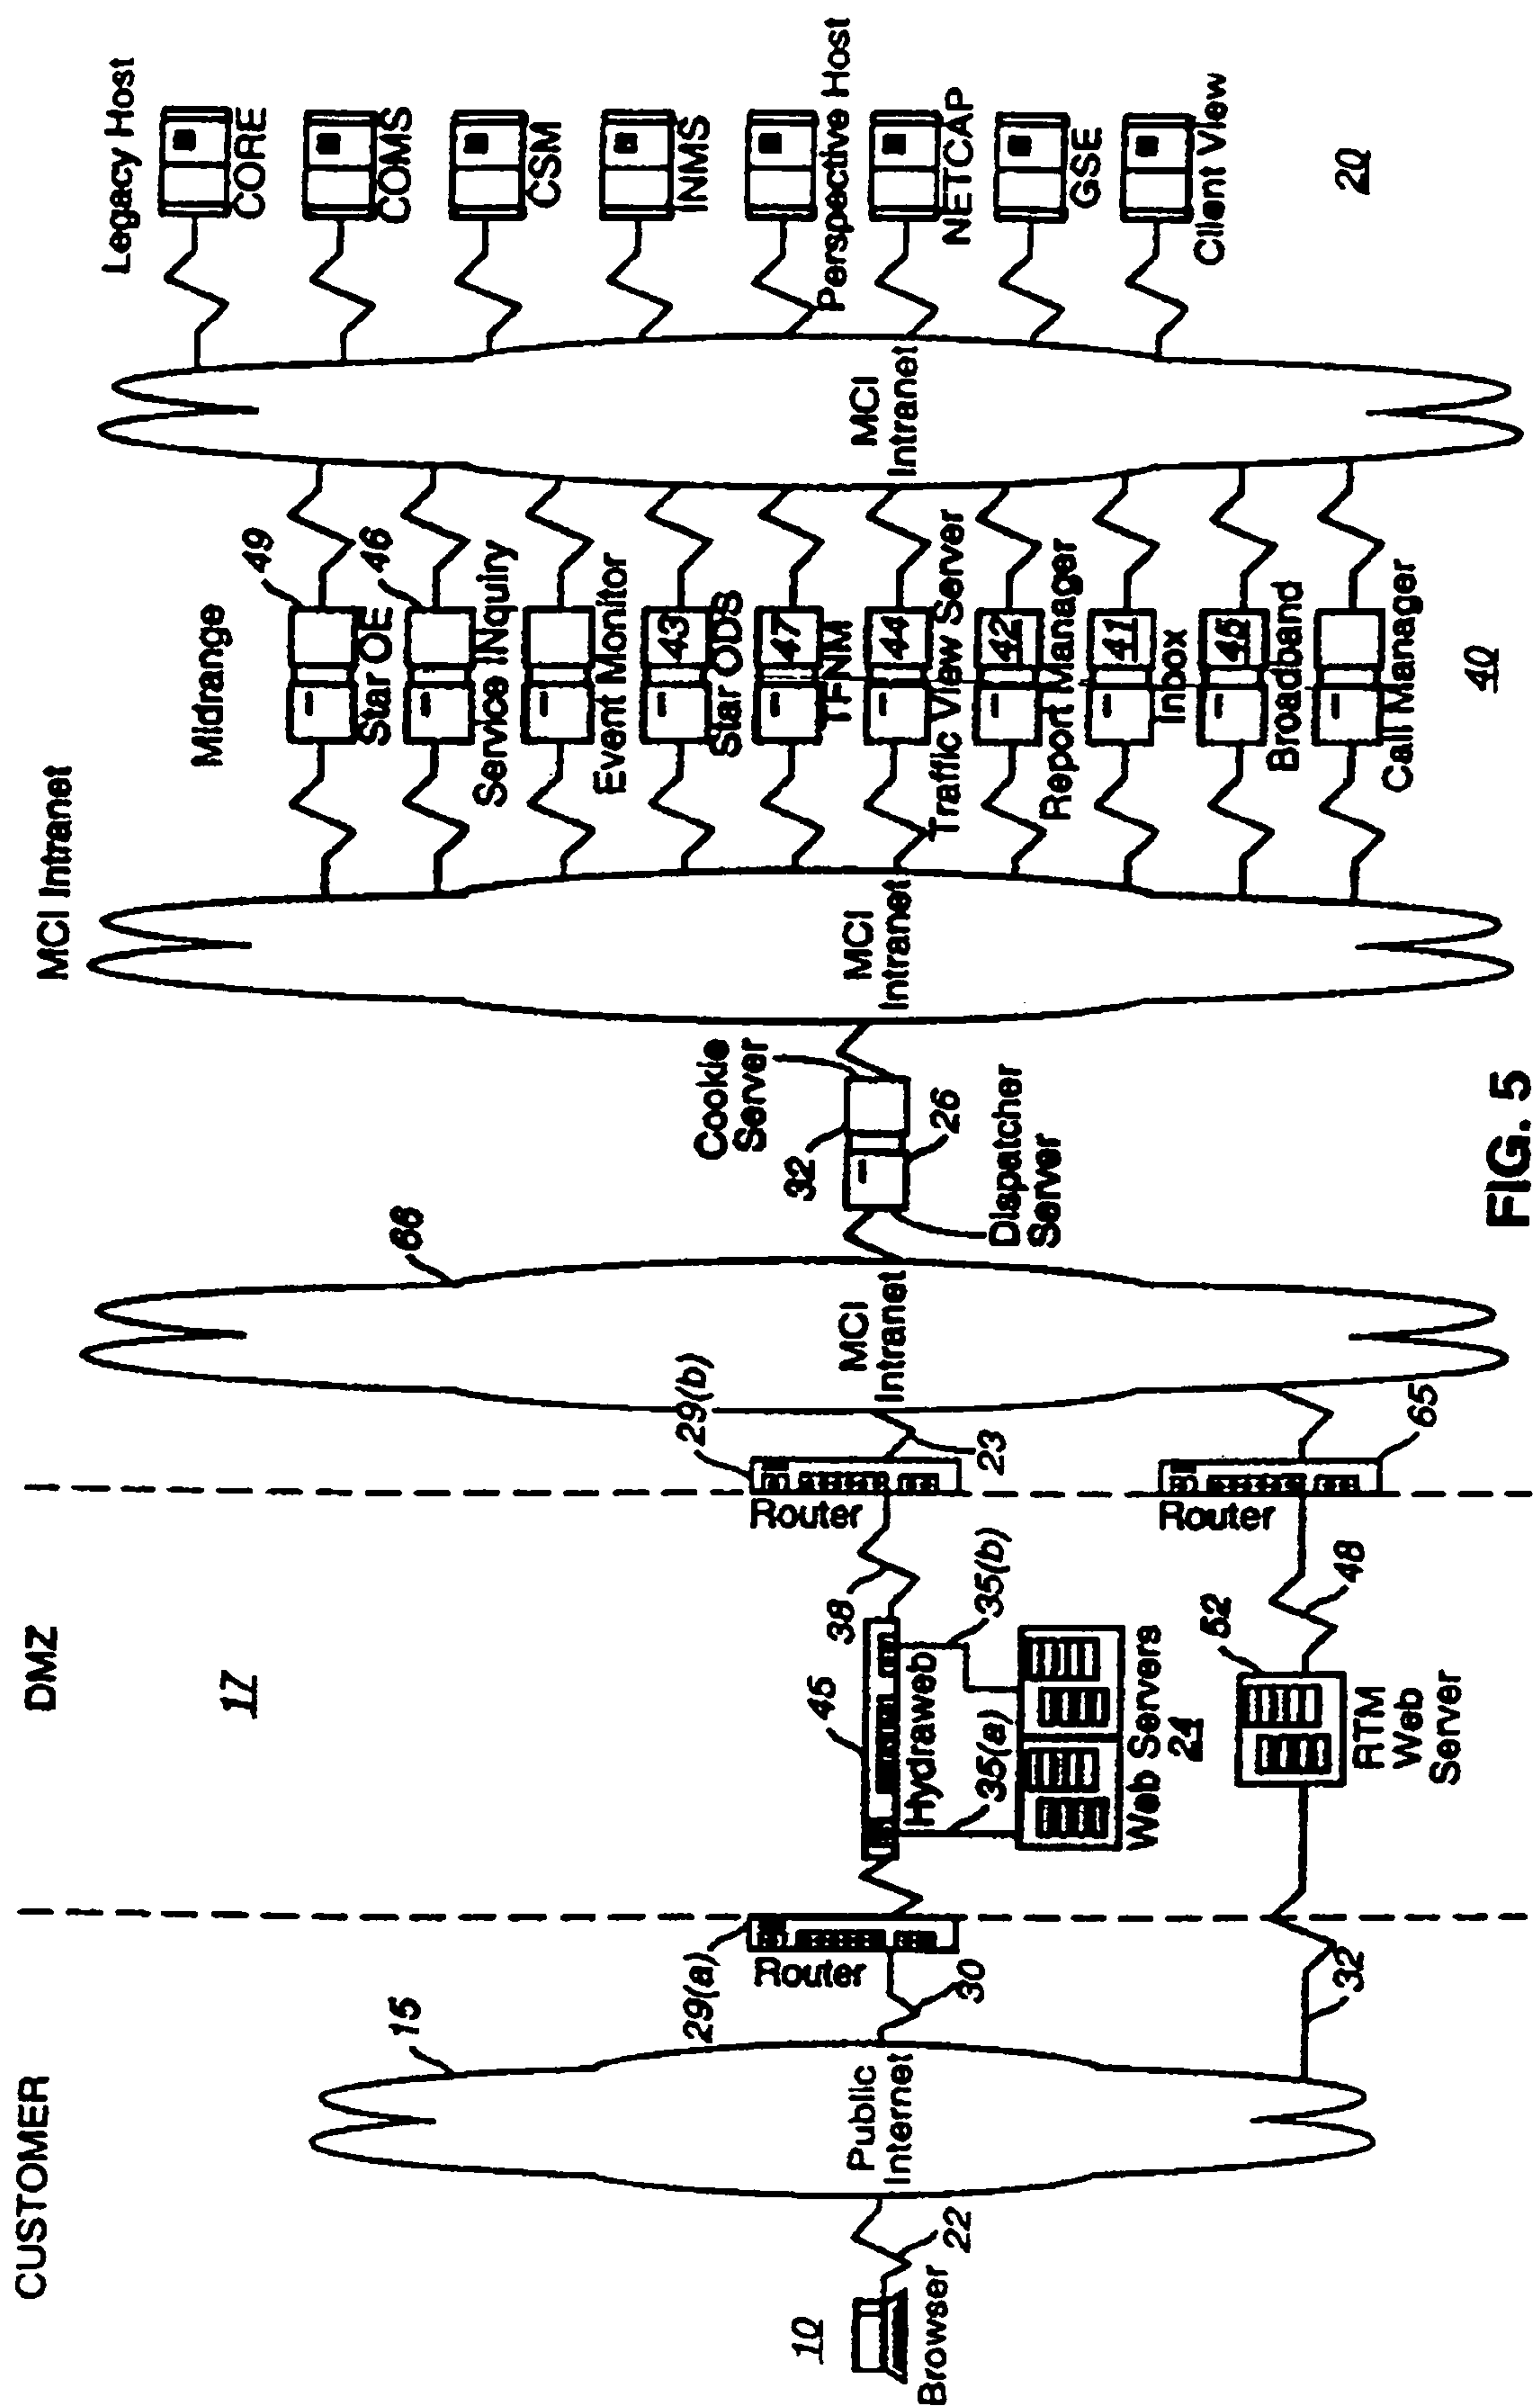 CUSTOMER
DMZ
MCI Intranet
17
10
Browser
22
15
Public
Internet
29(a)
Router
30
32
45
Hydraweb
38
35(a)
35(b)
Web Servers
24
52
RTM
Web
Server
48
29(b)
Router
23
Router
65
66
MCI
Intranet
Cookie
Server
32
26
Dispatcher
Server
MCI
Intranet
Midrange
49
Star OE
46
Service INquiry
Event Monitor
43
Star ODS
47
TFNM
44
Traffic View Server
42
Report Manager
41
Inbox
45
Broadband
Call Manager
40
MCI
Intranet
Legacy Host
CORE
COMS
CSM
INMS
Perspective Host
NETCAP
GSE
Client View
20
FIG. 5